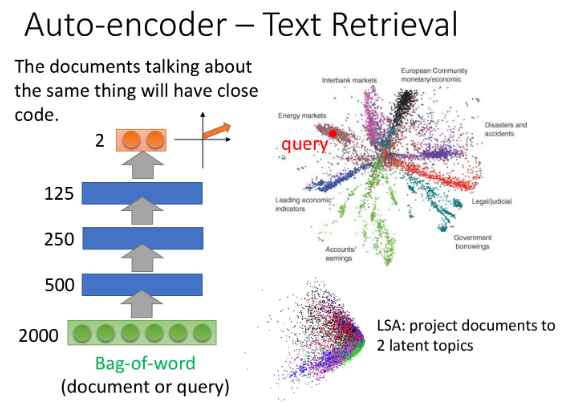 Auto-encoder – Text Retrieval
The documents talking about
the same thing will have close
code.
2
125
250
500
2000
Bag-of-word
(document or query)
Interbank markets
European Community
monetary/economic
Energy markets
query
Disasters and
accidents
Leading economic
indicators
Legal/judicial
Accounts/
earnings
Government
borrowings
LSA: project documents to
2 latent topics